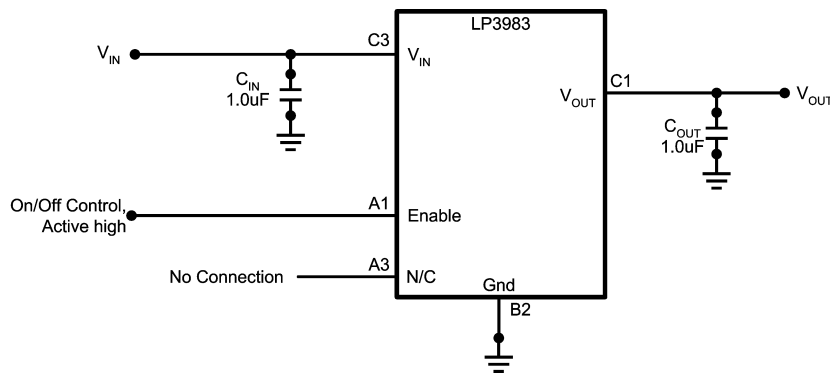 LP3983
C3
V_IN
V_IN
C_IN
1.0uF
C1
V_OUT
V_OUT
C_OUT
1.0uF
On/Off Control,
Active high
A1
Enable
No Connection
A3
N/C
Gnd
B2